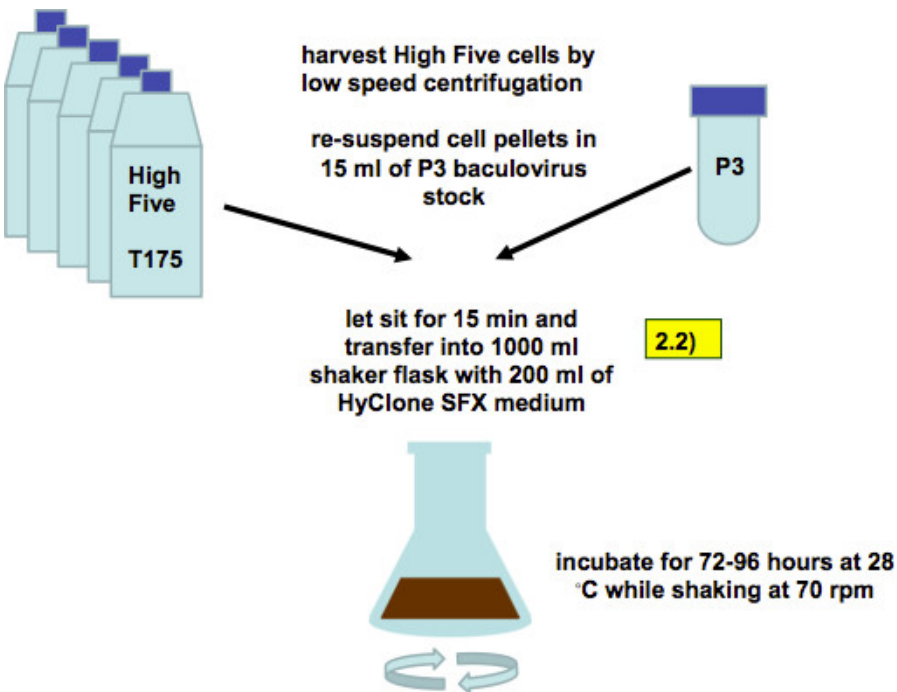 harvest High Five cells by
low speed centrifugation
re-suspend cell pellets in
15 ml of P3 baculovirus
stock
High
Five
T175
P3
let sit for 15 min and
transfer into 1000 ml
shaker flask with 200 ml of
HyClone SFX medium
2.2)
incubate for 72-96 hours at 28
°C while shaking at 70 rpm